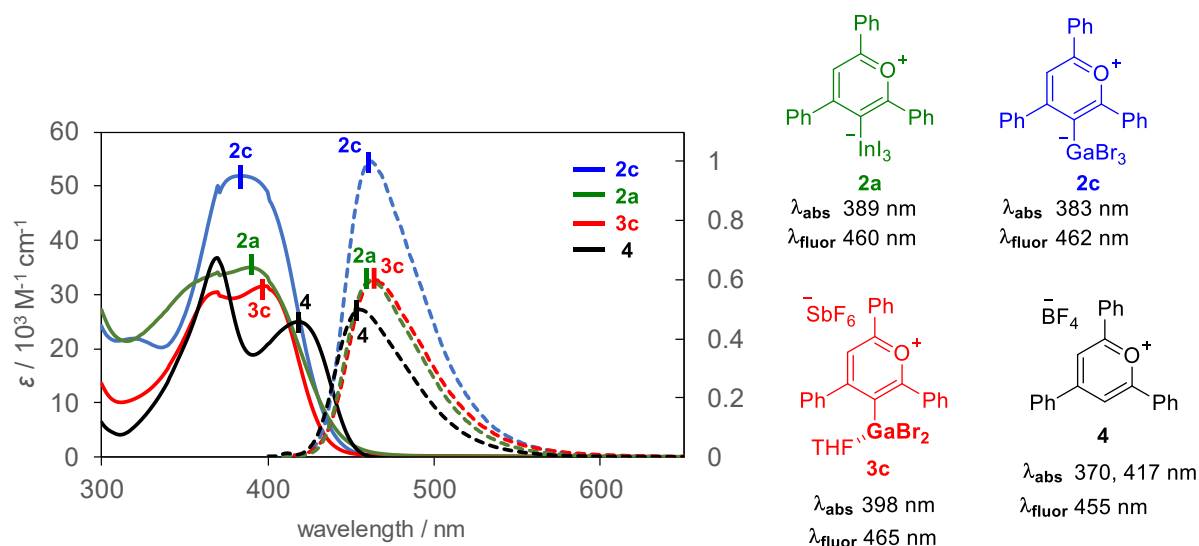 60
50
40
30
20
10
0
ε / 10³ M⁻¹ cm⁻¹
300
400
500
600
wavelength / nm
1
0.8
0.6
0.4
0.2
0
2c
2a
3c
4
2c
2a
3c
4
2c
2a
3c
4
Ph
O
+
Ph
Ph
−
InI₃
2a
λabs 389 nm
λfluor 460 nm
Ph
O
+
Ph
Ph
−
GaBr₃
2c
λabs 383 nm
λfluor 462 nm
−
SbF₆
Ph
O
+
Ph
Ph
GaBr₂
THF
3c
λabs 398 nm
λfluor 465 nm
−
BF₄
Ph
O
+
Ph
Ph
4
λabs 370, 417 nm
λfluor 455 nm